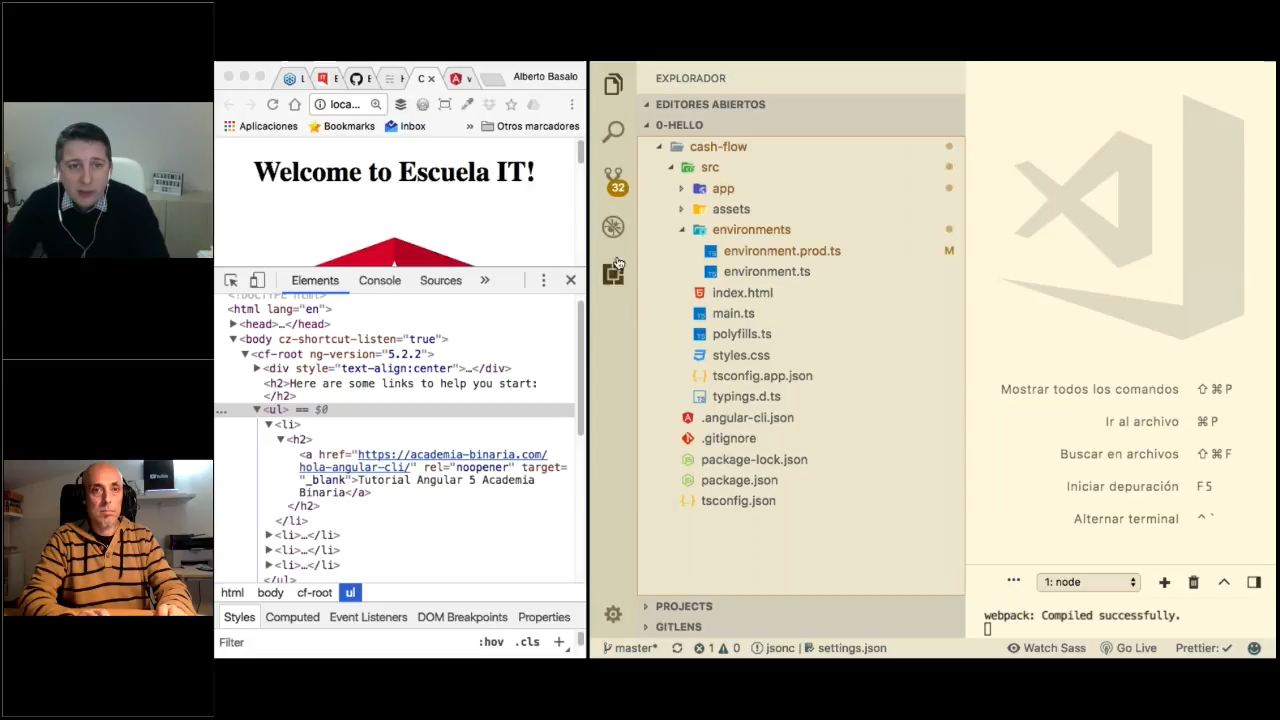 ACADEMIA
BINARIA
Alberto Basalo
loca...
Aplicaciones
Bookmarks
Inbox
»
Otros marcadores
Welcome to Escuela IT!
Elements
Console
Sources
»
<!DOCTYPE html>
<html lang="en">
<head>…</head>
<body cz-shortcut-listen="true">
<cf-root ng-version="5.2.2">
<div style="text-align:center">…</div>
<h2>Here are some links to help you start:
</h2>
... <ul> == $0
<li>
<h2>
<a href="https://academia-binaria.com/
hola-angular-cli/" rel="noopener" target=
"_blank">Tutorial Angular 5 Academia
Binaria</a>
</h2>
</li>
<li>…</li>
<li>…</li>
<li>…</li>
</ul>
html body cf-root ul
Styles Computed Event Listeners DOM Breakpoints Properties
Filter
:hov .cls +
EXPLORADOR
EDITORES ABIERTOS
0-HELLO
cash-flow
src
app
assets
environments
environment.prod.ts M
environment.ts
index.html
main.ts
polyfills.ts
styles.css
tsconfig.app.json
typings.d.ts
.angular-cli.json
.gitignore
package-lock.json
package.json
tsconfig.json
PROJECTS
GITLENS
32
Mostrar todos los comandos ⇧⌘P
Ir al archivo ⌘P
Buscar en archivos ⇧⌘F
Iniciar depuración F5
Alternar terminal ^`
1: node
webpack: Compiled successfully.
master* 1 0 jsonc settings.json
Watch Sass Go Live Prettier: ✓